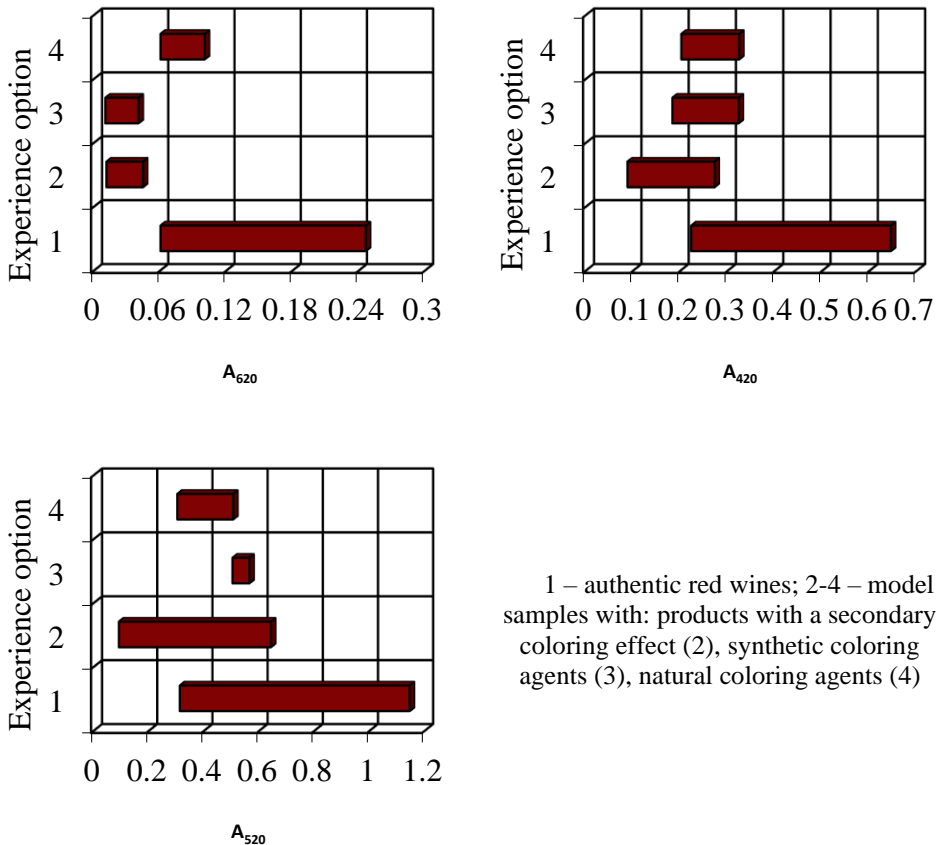 Experience option
4
3
2
1
0 0.06 0.12 0.18 0.24 0.3
A₆₂₀
Experience option
4
3
2
1
0 0.1 0.2 0.3 0.4 0.5 0.6 0.7
A₄₂₀
Experience option
4
3
2
1
0 0.2 0.4 0.6 0.8 1 1.2
A₅₂₀
1 – authentic red wines; 2-4 – model
samples with: products with a secondary
coloring effect (2), synthetic coloring
agents (3), natural coloring agents (4)